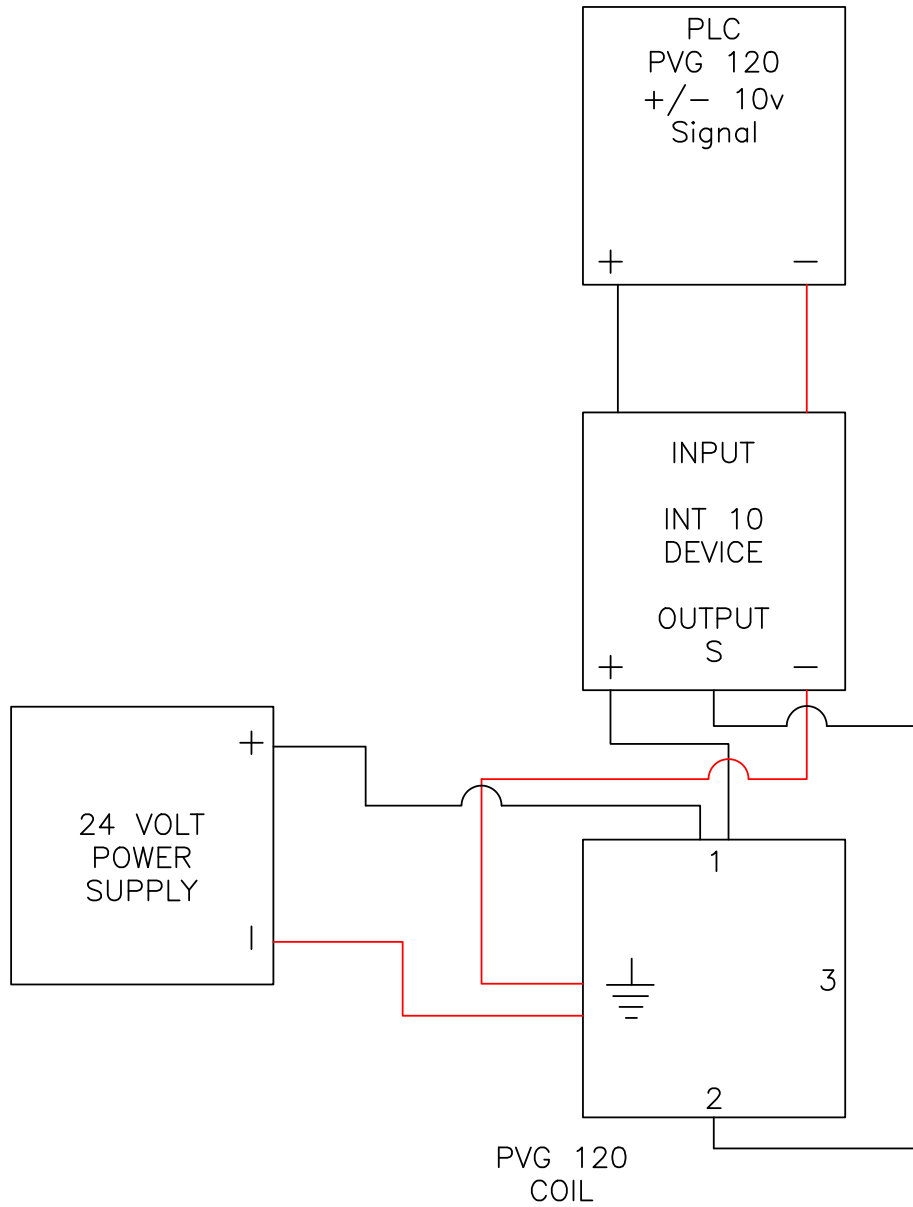 PLC
PVG 120
+/- 10v
Signal
+ -
INPUT
INT 10
DEVICE
OUTPUT
S
+ -
+
24 VOLT
POWER
SUPPLY
-
1
3
2
PVG 120
COIL